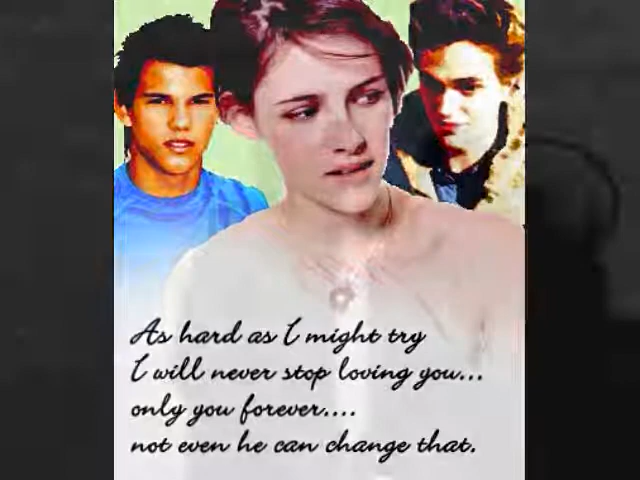 As hard as I might try
I will never stop loving you...
only you forever....
not even he can change that.